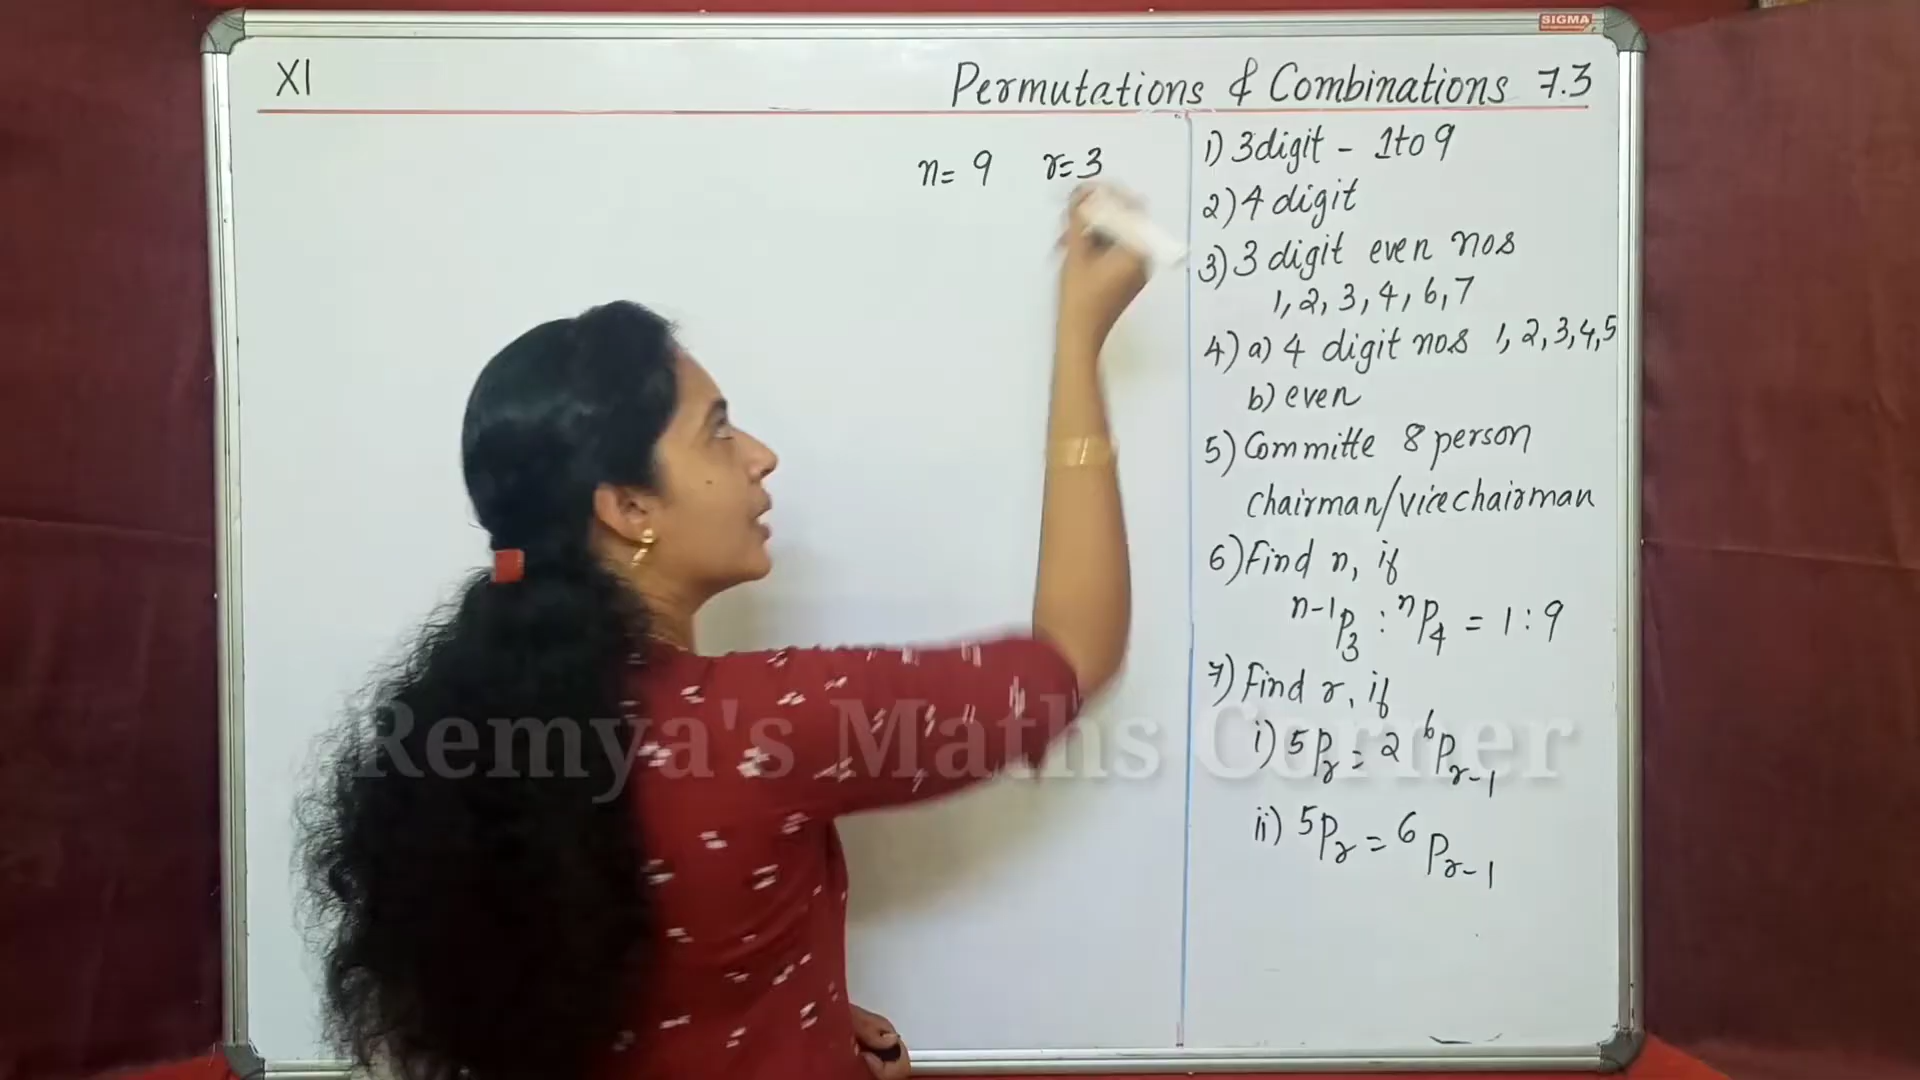 SIGMA
XI
Permutations & Combinations 7.3
n= 9 r=3
1) 3digit - 1to9
2) 4 digit
3) 3 digit even nos
1, 2, 3, 4, 6, 7
4) a) 4 digit nos 1, 2, 3, 4, 5
b) even
5) Committe 8 person
chairman/vicechairman
6) Find n, if
n-1P3 : nP4 = 1 : 9
7) Find r, if
i) 5Pr = 2 6Pr-1
ii) 5Pr = 6Pr-1
Remya's Maths Corner